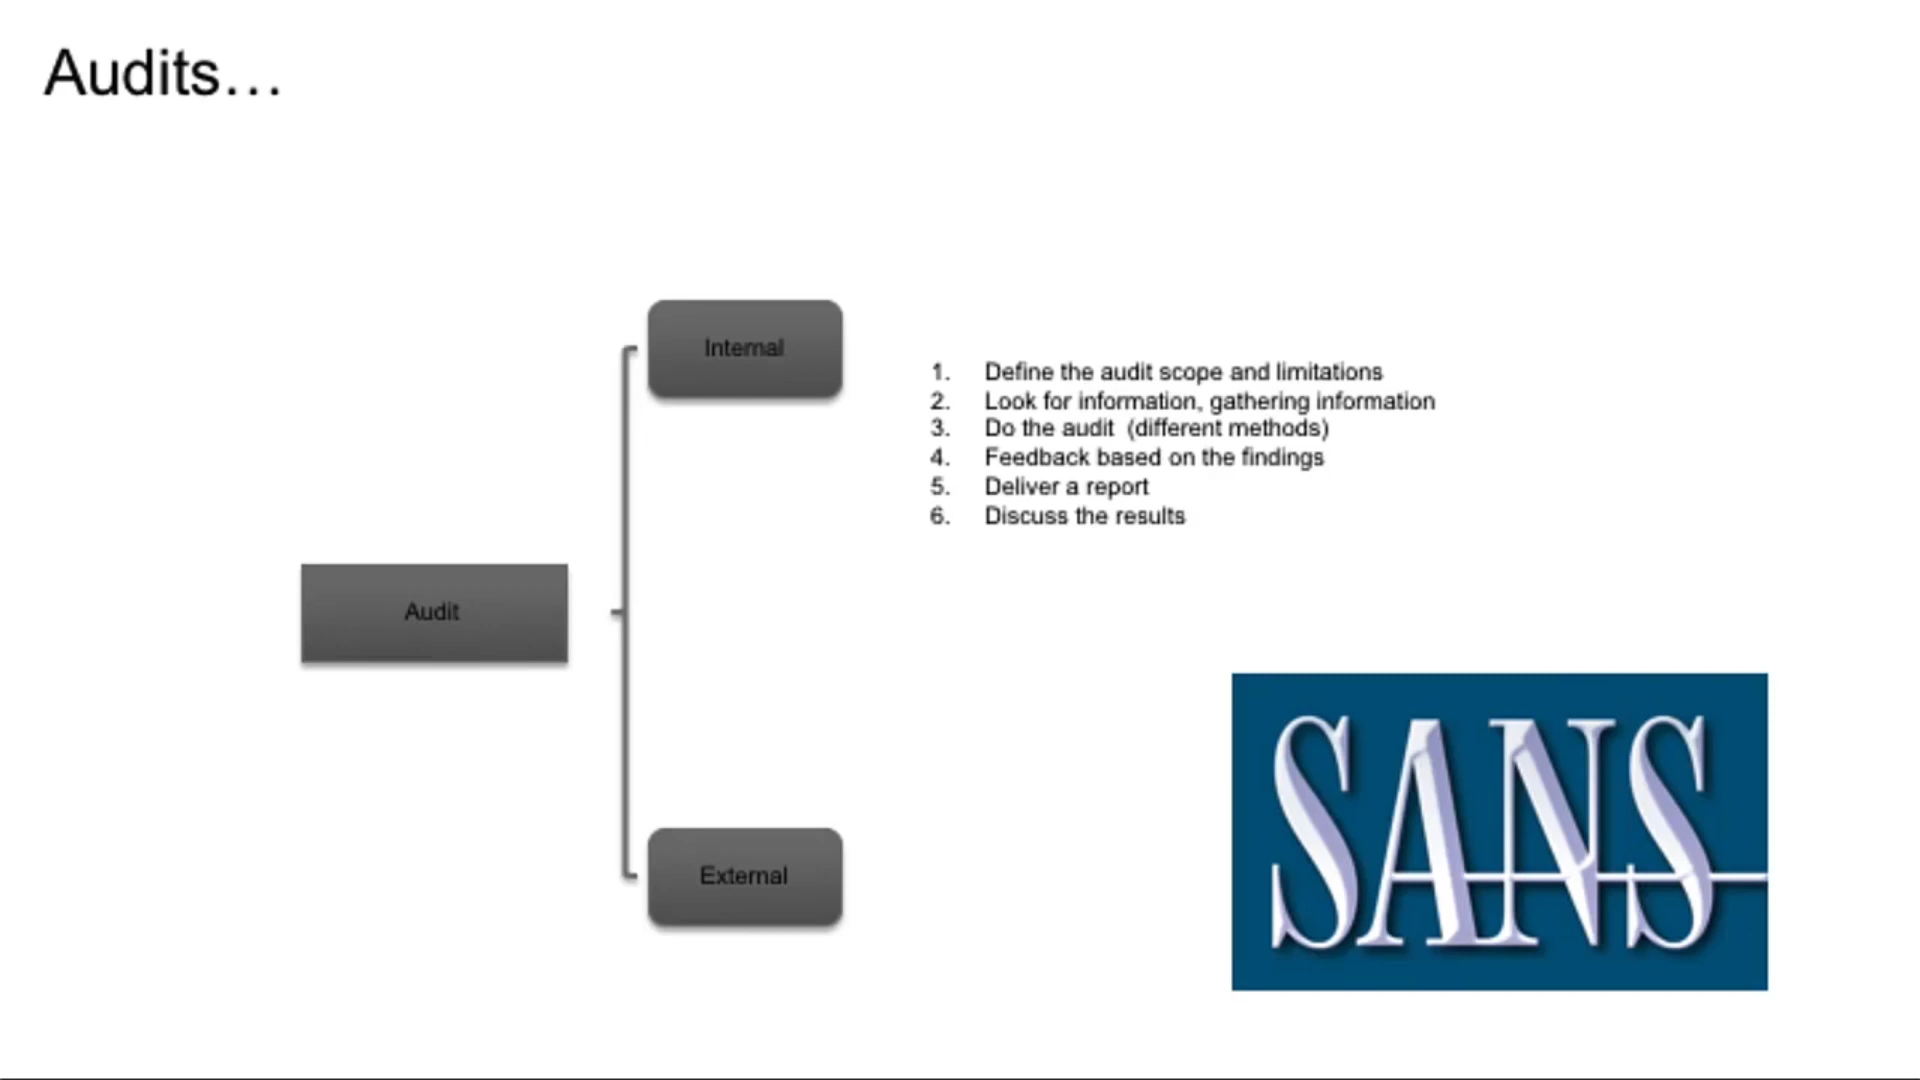 Audits…
Internal
1. Define the audit scope and limitations
2. Look for information, gathering information
3. Do the audit  (different methods)
4. Feedback based on the findings
5. Deliver a report
6. Discuss the results
Audit
External
SANS